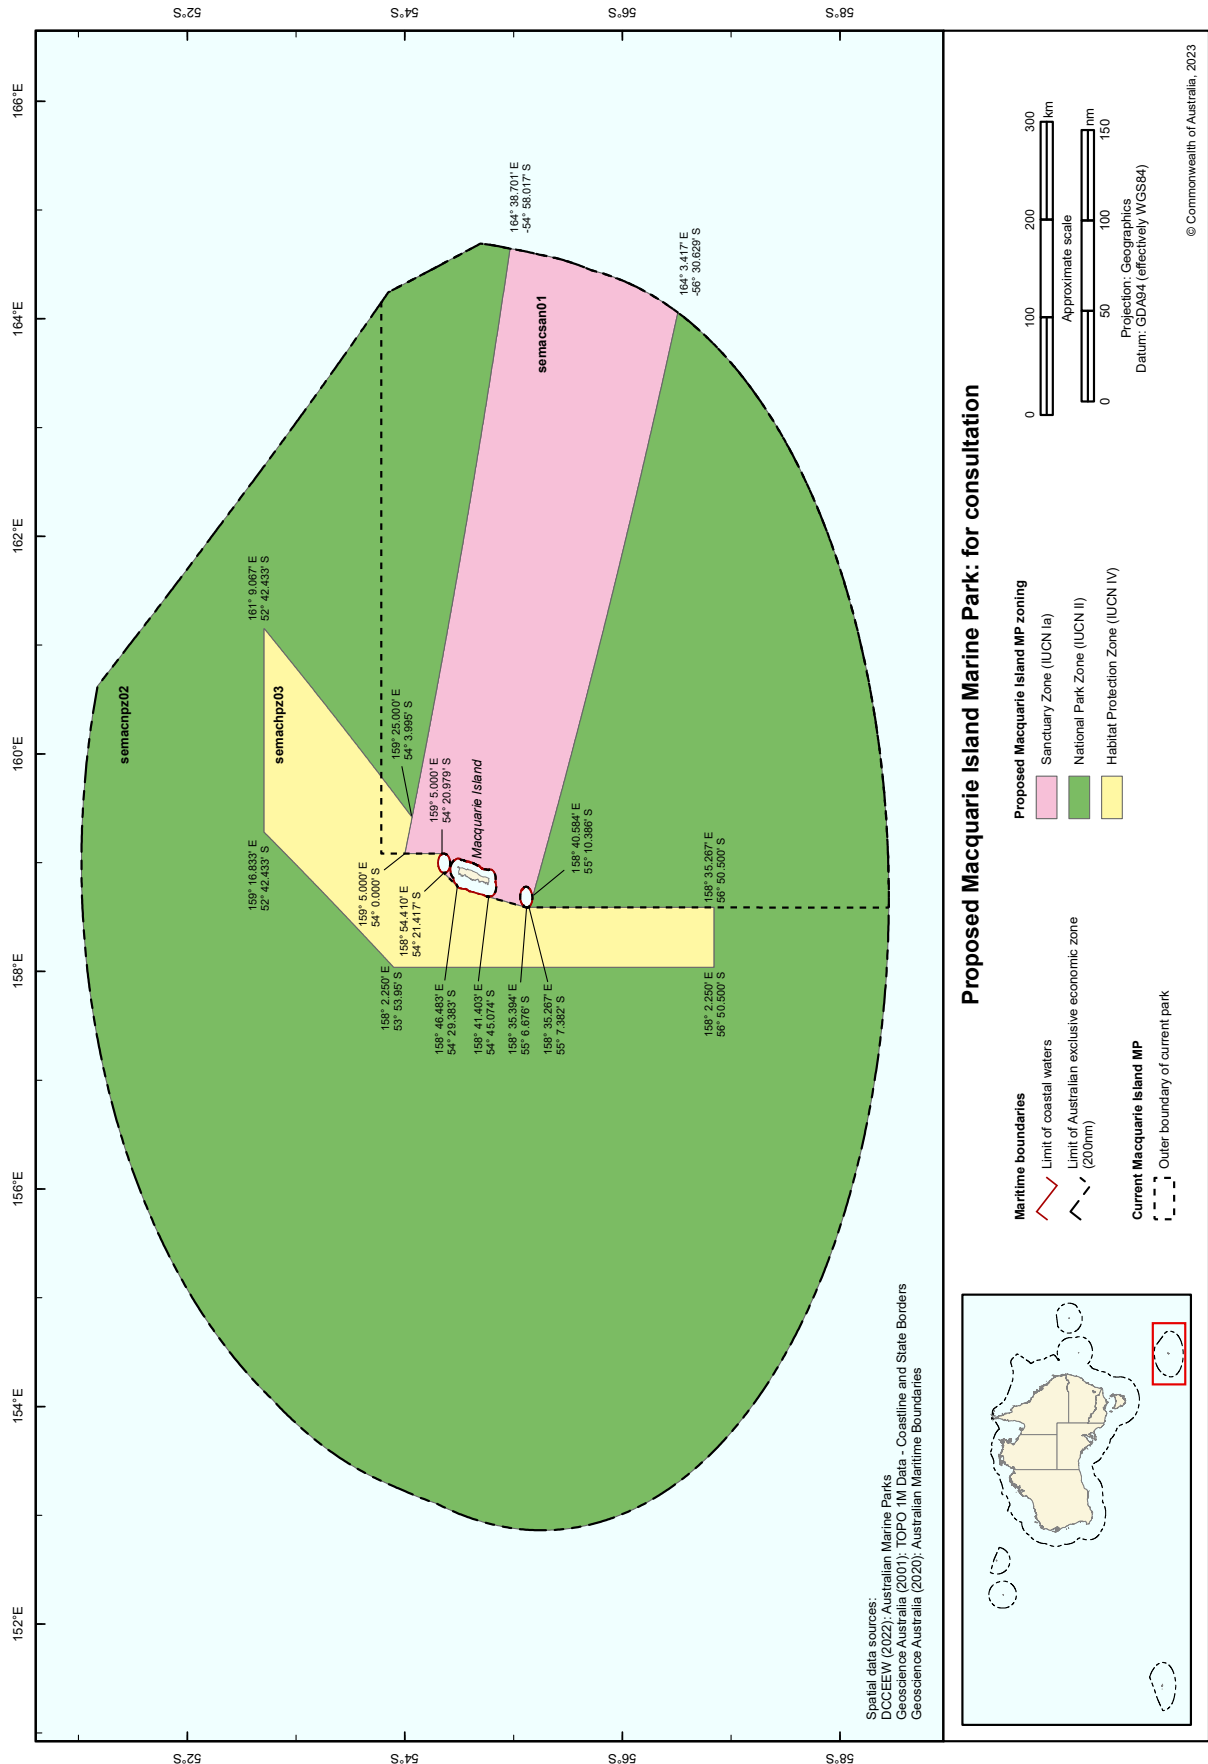 152°E
154°E
156°E
158°E
160°E
162°E
164°E
166°E
52°S
54°S
56°S
58°S
52°S
54°S
56°S
58°S
semacnpz02
semachpz03
semacsan01
159° 16.833' E
52° 42.433' S
161° 9.067' E
52° 42.433' S
158° 2.250' E
53° 53.95' S
159° 5.000' E
54° 0.000' S
159° 25.000' E
54° 3.995' S
158° 54.410' E
54° 21.417' S
159° 5.000' E
54° 20.979' S
Macquarie Island
158° 46.483' E
54° 29.383' S
158° 41.403' E
54° 45.074' S
158° 35.394' E
55° 6.676' S
158° 35.267' E
55° 7.382' S
158° 40.584' E
55° 10.386' S
158° 2.250' E
56° 50.500' S
158° 35.267' E
56° 50.500' S
164° 38.701' E
-54° 58.017' S
164° 3.417' E
-56° 30.629' S
Spatial data sources:
DCCEEW (2022): Australian Marine Parks
Geoscience Australia (2001): TOPO 1M Data - Coastline and State Borders
Geoscience Australia (2020): Australian Maritime Boundaries
Proposed Macquarie Island Marine Park: for consultation
Maritime boundaries
Limit of coastal waters
Limit of Australian exclusive economic zone
(200nm)
Current Macquarie Island MP
Outer boundary of current park
Proposed Macquarie Island MP zoning
Sanctuary Zone (IUCN Ia)
National Park Zone (IUCN II)
Habitat Protection Zone (IUCN IV)
0 100 200 300
km
Approximate scale
nm
0 50 100 150
Projection: Geographics
Datum: GDA94 (effectively WGS84)
© Commonwealth of Australia, 2023